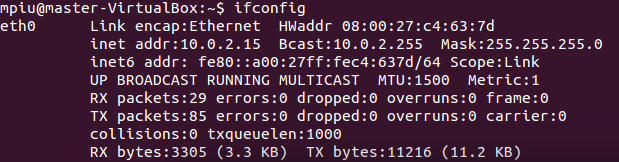 mpiu@master-VirtualBox:~$ ifconfig
eth0 Link encap:Ethernet HWaddr 08:00:27:c4:63:7d
inet addr:10.0.2.15 Bcast:10.0.2.255 Mask:255.255.255.0
inet6 addr: fe80::a00:27ff:fec4:637d/64 Scope:Link
UP BROADCAST RUNNING MULTICAST MTU:1500 Metric:1
RX packets:29 errors:0 dropped:0 overruns:0 frame:0
TX packets:85 errors:0 dropped:0 overruns:0 carrier:0
collisions:0 txqueuelen:1000
RX bytes:3305 (3.3 KB) TX bytes:11216 (11.2 KB)